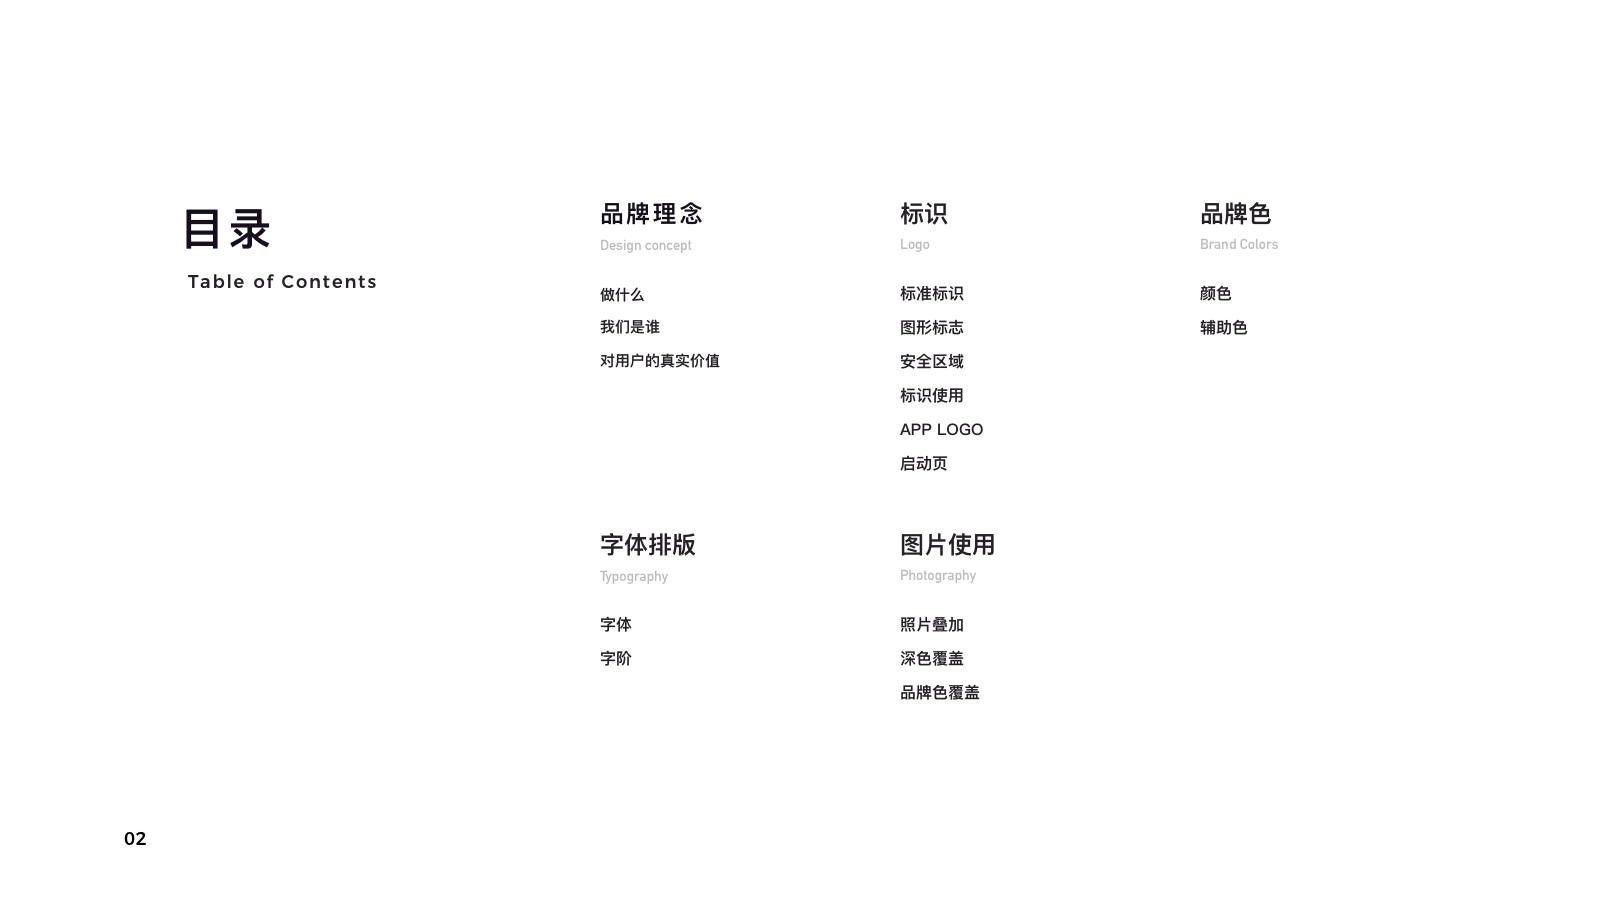 目录
Table of Contents
品牌理念
Design concept
做什么
我们是谁
对用户的真实价值
标识
Logo
标准标识
图形标志
安全区域
标识使用
APP LOGO
启动页
品牌色
Brand Colors
颜色
辅助色
字体排版
Typography
字体
字阶
图片使用
Photography
照片叠加
深色覆盖
品牌色覆盖
02